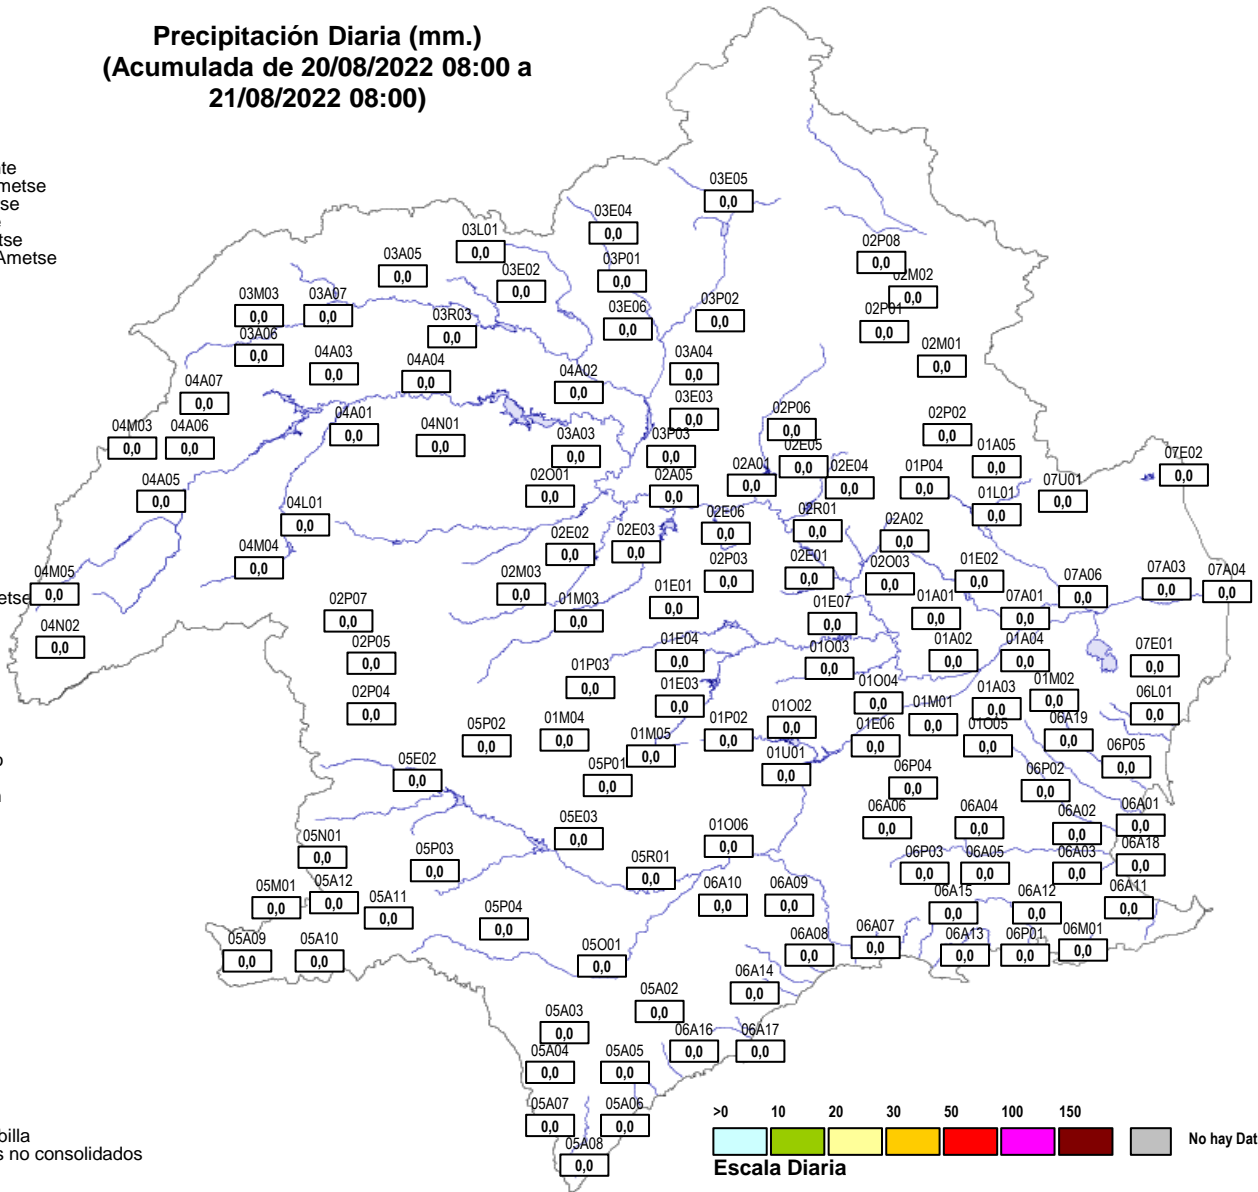 Precipitación Diaria (mm.)
(Acumulada de 20/08/2022 08:00 a
21/08/2022 08:00)
03E05
0,0
03E04
0,0
03L01
0,0
02P08
0,0
03A05
0,0
03P01
0,0
03E02
0,0
02M02
0,0
03M03
0,0
03A07
0,0
03P02
0,0
03E06
0,0
02P01
0,0
03R03
0,0
03A06
0,0
04A03
0,0
02M01
0,0
04A04
0,0
03A04
0,0
04A02
0,0
04A07
0,0
03E03
0,0
04A01
0,0
02P06
0,0
02P02
0,0
04M03
0,0
04A06
0,0
04N01
0,0
03A03
0,0
03P03
0,0
02E05
0,0
01A05
0,0
07E02
0,0
02O01
0,0
02A05
0,0
02A01
0,0
02E04
0,0
01P04
0,0
07U01
0,0
04A05
0,0
01L01
0,0
04L01
0,0
02E06
0,0
02R01
0,0
02A02
0,0
02E02
0,0
02E03
0,0
04M04
0,0
02P03
0,0
02E01
0,0
02O03
0,0
01E02
0,0
04M05
0,0
02M03
0,0
07A06
0,0
07A03
0,0
07A04
0,0
02P07
0,0
01M03
0,0
01E01
0,0
01E07
0,0
01A01
0,0
07A01
0,0
04N02
0,0
02P05
0,0
01E04
0,0
01O03
0,0
01A02
0,0
01A04
0,0
07E01
0,0
01P03
0,0
01E03
0,0
01O04
0,0
01A03
0,0
01M02
0,0
02P04
0,0
06L01
0,0
05P02
0,0
01M04
0,0
01M05
0,0
01P02
0,0
01O02
0,0
01M01
0,0
01E06
0,0
01O05
0,0
06A19
0,0
05E02
0,0
05P01
0,0
01U01
0,0
06P04
0,0
06P02
0,0
06P05
0,0
05E03
0,0
01O06
0,0
06A06
0,0
06A04
0,0
06A02
0,0
06A01
0,0
05N01
0,0
05P03
0,0
05R01
0,0
06P03
0,0
06A05
0,0
06A03
0,0
06A18
0,0
05M01
0,0
05A12
0,0
05A11
0,0
06A10
0,0
06A09
0,0
06A15
0,0
06A12
0,0
06A11
0,0
05P04
0,0
05A09
0,0
05A10
0,0
05O01
0,0
06A08
0,0
06A07
0,0
06A13
0,0
06P01
0,0
06M01
0,0
06A14
0,0
05A02
0,0
05A03
0,0
06A16
0,0
06A17
0,0
05A04
0,0
05A05
0,0
05A07
0,0
05A06
0,0
05A08
0,0
billa
no consolidados
>0 10 20 30 50 100 150
No hay Dat
Escala Diaria